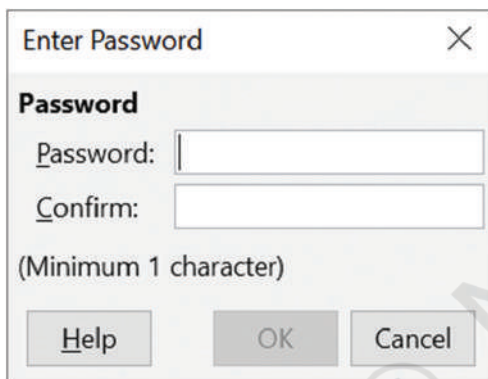 Enter Password
Password
Password:
Confirm:
(Minimum 1 character)
Help OK Cancel